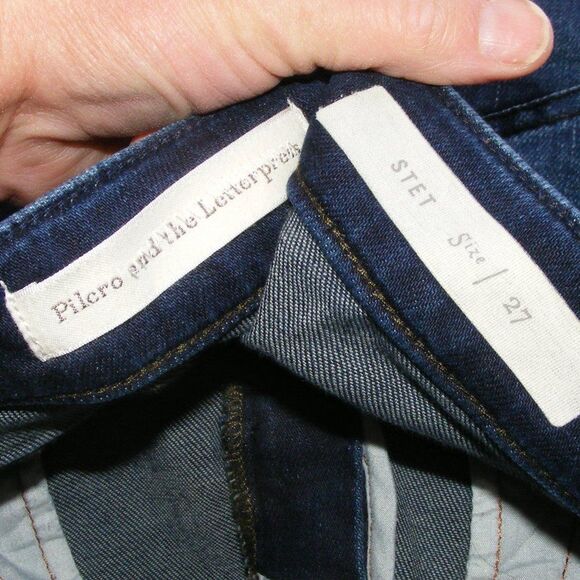 Pilcro and the Letterpress
STET Size / 27